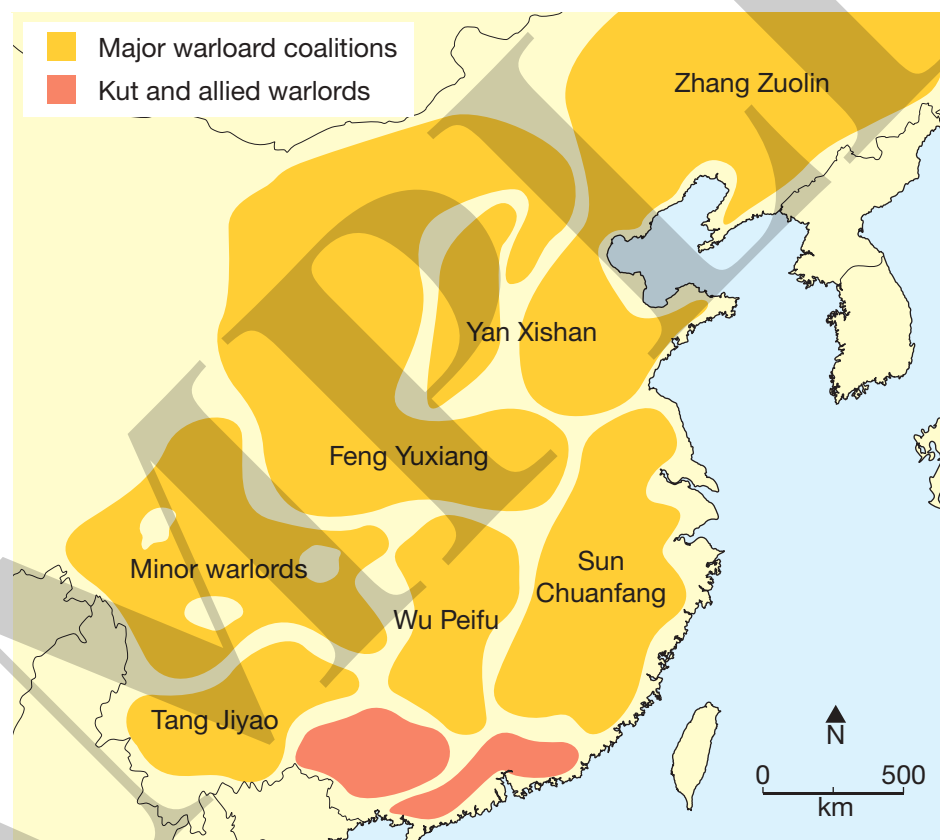 Major warloard coalitions
Kut and allied warlords
Zhang Zuolin
Yan Xishan
Feng Yuxiang
Sun
Chuanfang
Minor warlords
Wu Peifu
Tang Jiyao
N
0 500
km